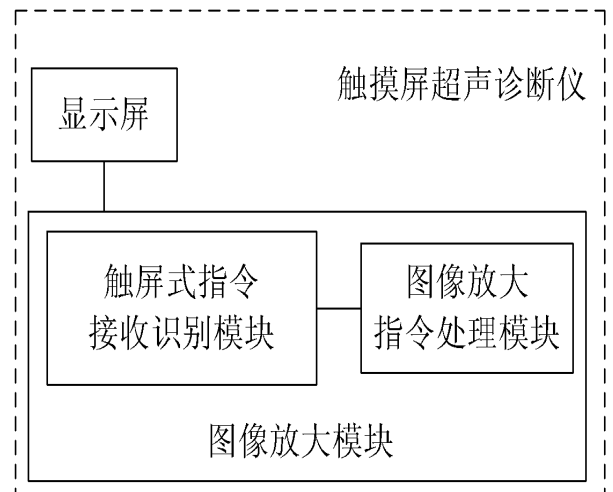 触摸屏超声诊断仪
显示屏
触屏式指令
接收识别模块
图像放大
指令处理模块
图像放大模块